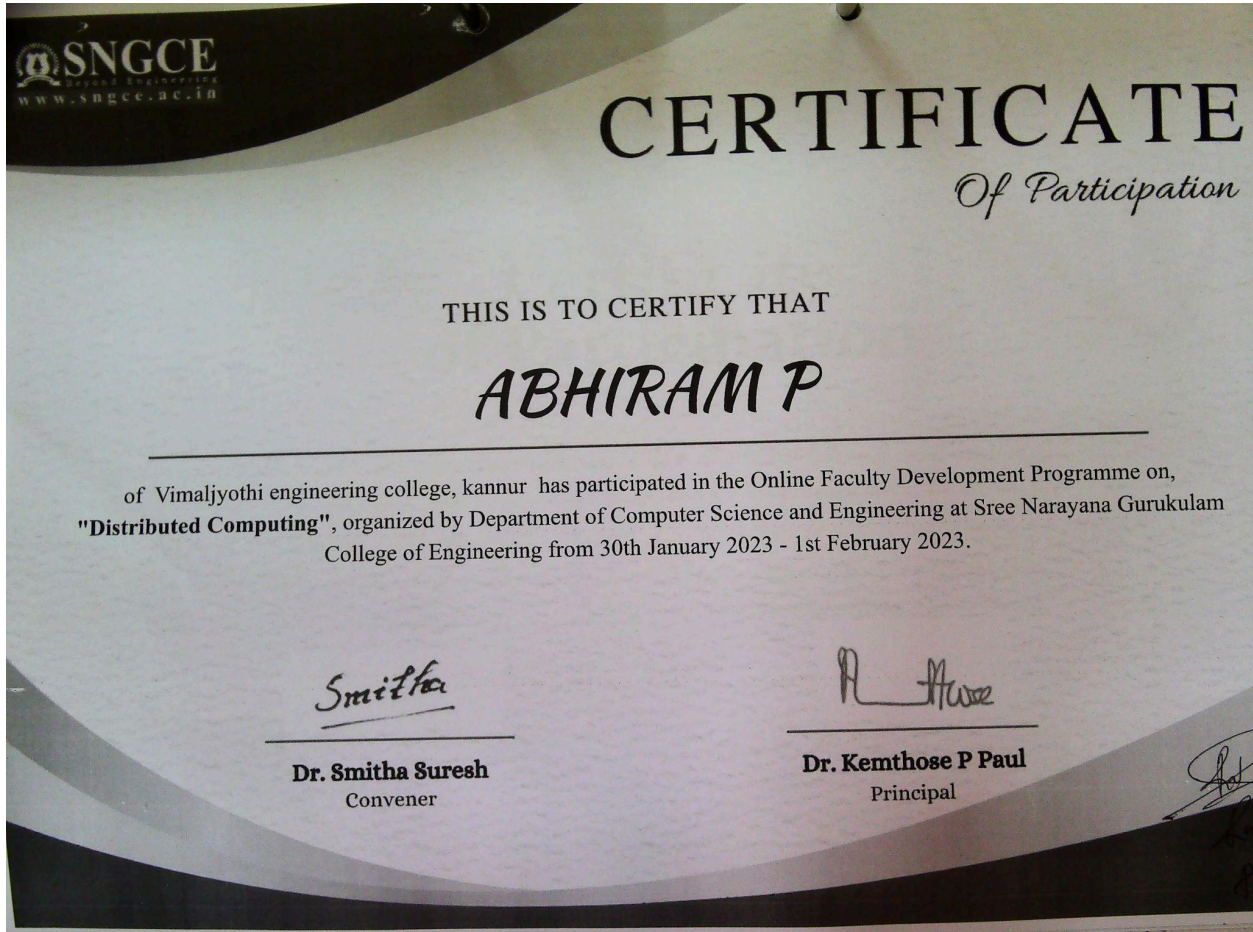 SNGCE
Beyond Engineering
www.sngce.ac.in
CERTIFICATE
Of Participation
THIS IS TO CERTIFY THAT
ABHIRAM P
of Vimaljyothi engineering college, kannur has participated in the Online Faculty Development Programme on,
"Distributed Computing", organized by Department of Computer Science and Engineering at Sree Narayana Gurukulam
College of Engineering from 30th January 2023 - 1st February 2023.
Smitha
Dr. Smitha Suresh
Convener
Dr. Kemthose P Paul
Principal